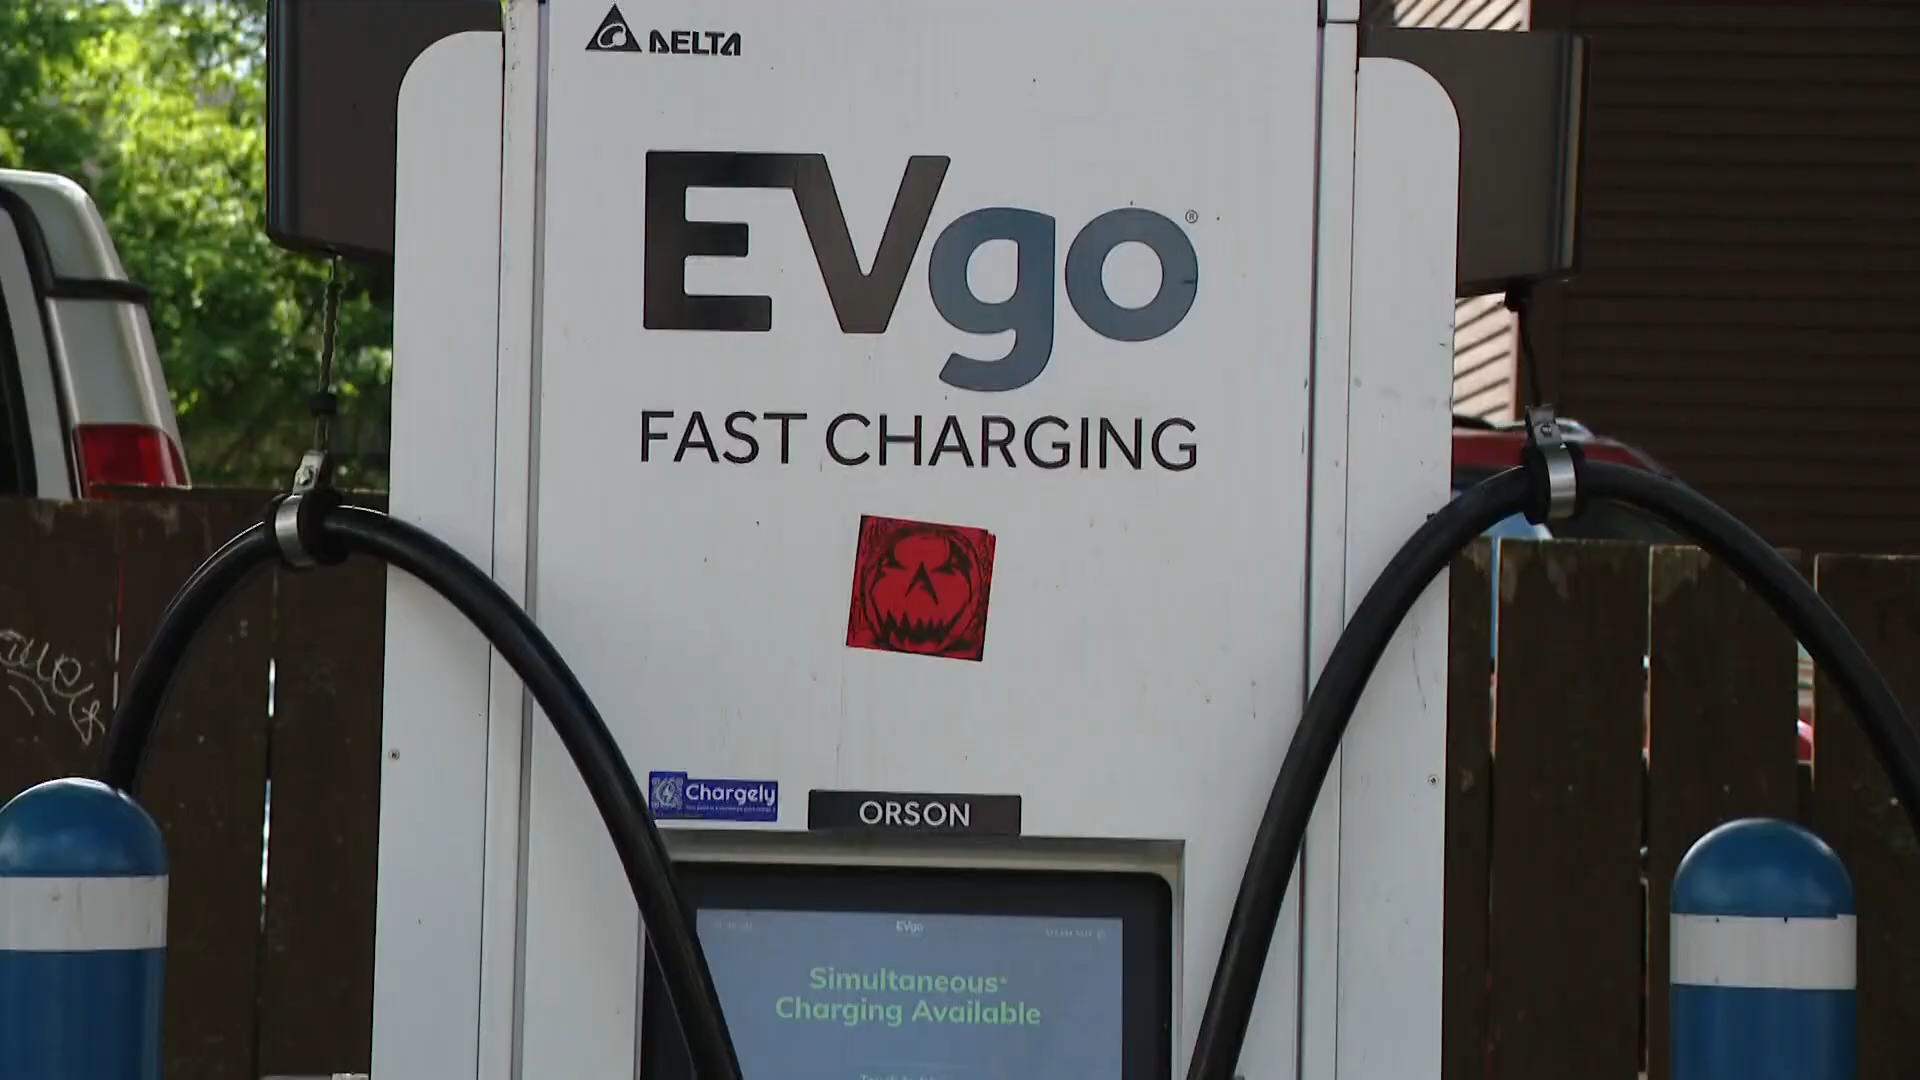 DELTA
EVgo®
FAST CHARGING
Chargely
ORSON
EVgo
Simultaneous*
Charging Available